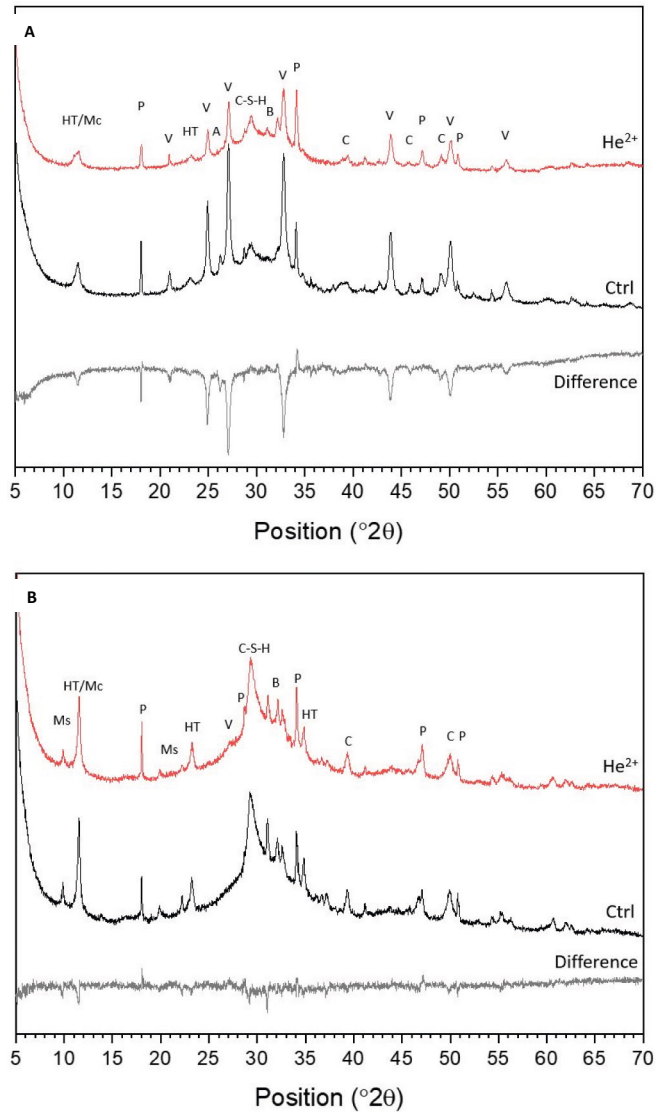 A
P
V
V
V
C-S-H
HT/Mc
P
B
HT
V
A
V
C
V
P
C
C
V
P
V
He2+
Ctrl
Difference
5 10 15 20 25 30 35 40 45 50 55 60 65 70
Position (°2θ)
B
C-S-H
HT/Mc
P
P
B
Ms
P
HT
HT
V
Ms
C
P
C P
He2+
Ctrl
Difference
5 10 15 20 25 30 35 40 45 50 55 60 65 70
Position (°2θ)